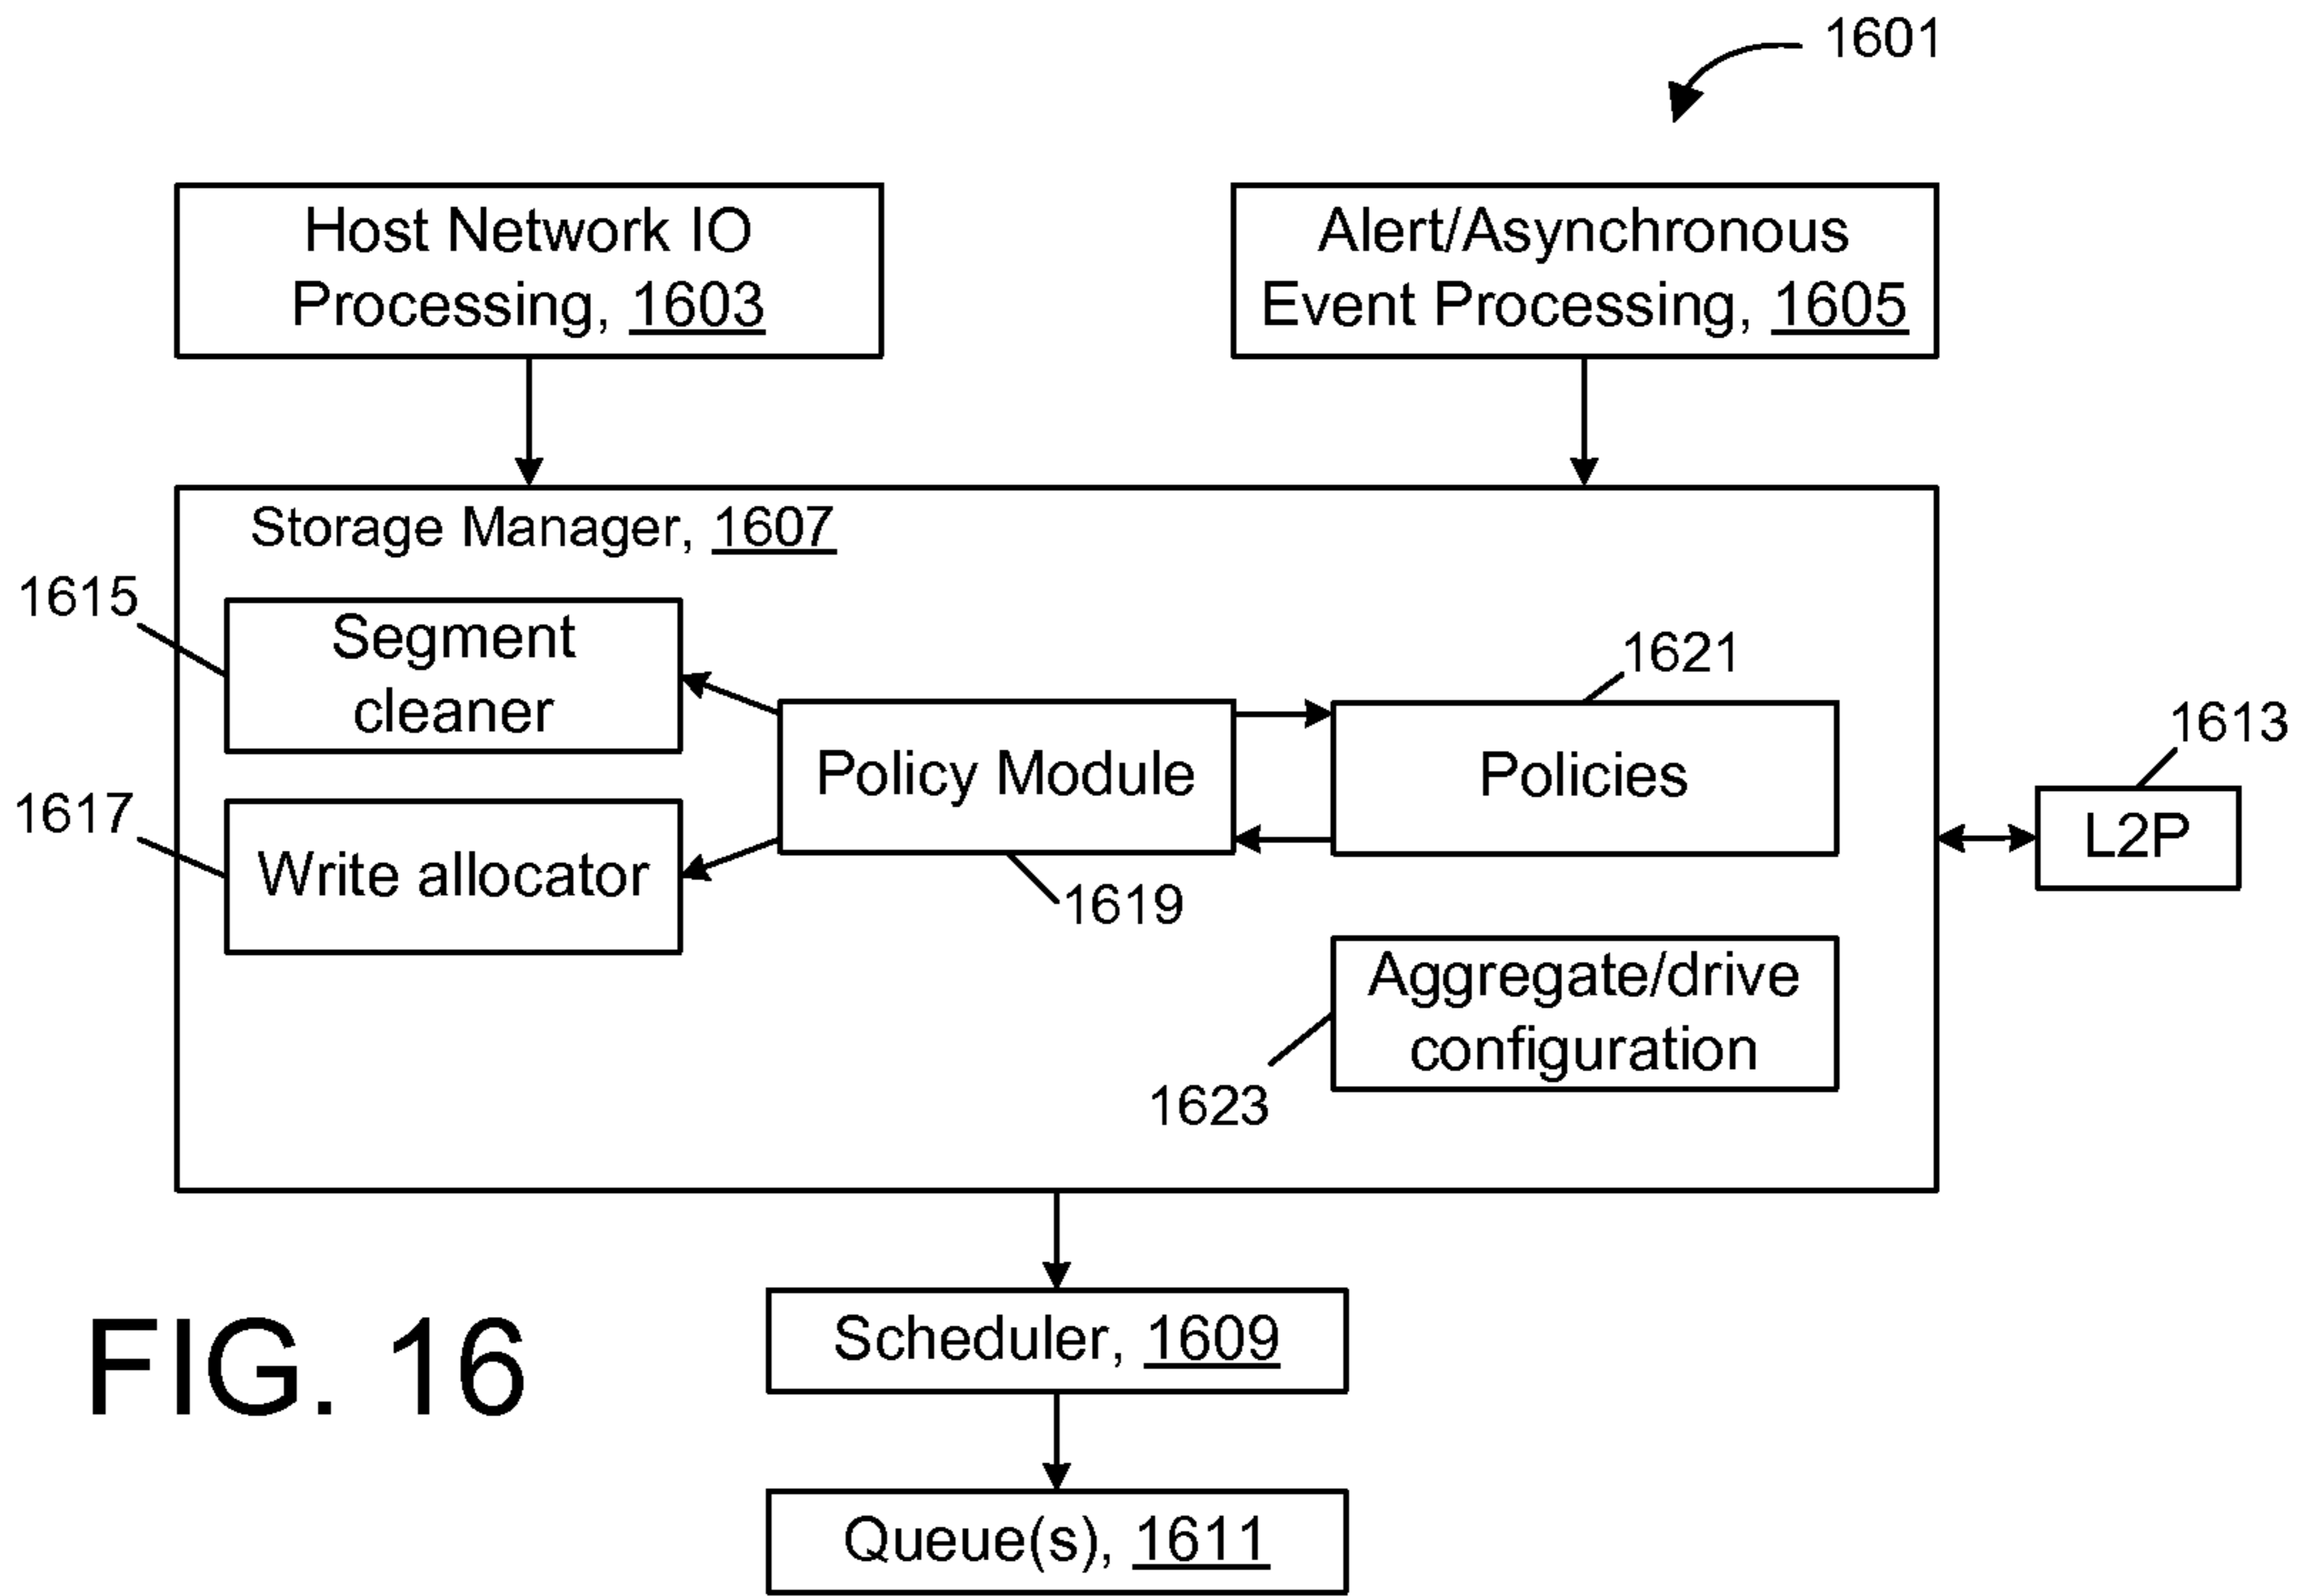 1601
Host Network IO
Processing, 1603
Alert/Asynchronous
Event Processing, 1605
Storage Manager, 1607
1615
Segment
cleaner
1617
Write allocator
Policy Module
1619
1621
Policies
1613
L2P
Aggregate/drive
configuration
1623
Scheduler, 1609
Queue(s), 1611
FIG. 16